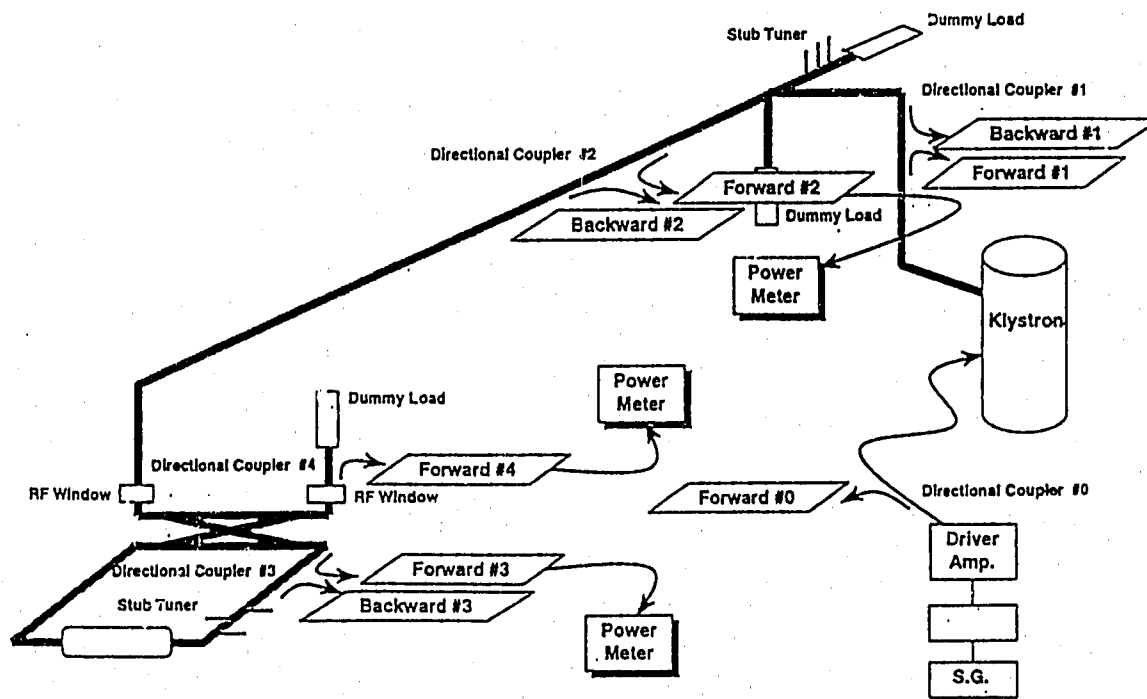 Dummy Load
Stub Tuner
Directional Coupler #1
Backward #1
Forward #1
Directional Coupler #2
Forward #2
Backward #2
Dummy Load
Power
Meter
Klystron
Power
Meter
Dummy Load
Directional Coupler #4
Forward #4
RF Window
RF Window
Forward #0
Directional Coupler #0
Driver
Amp.
Directional Coupler #3
Forward #3
Backward #3
Stub Tuner
Power
Meter
S.G.